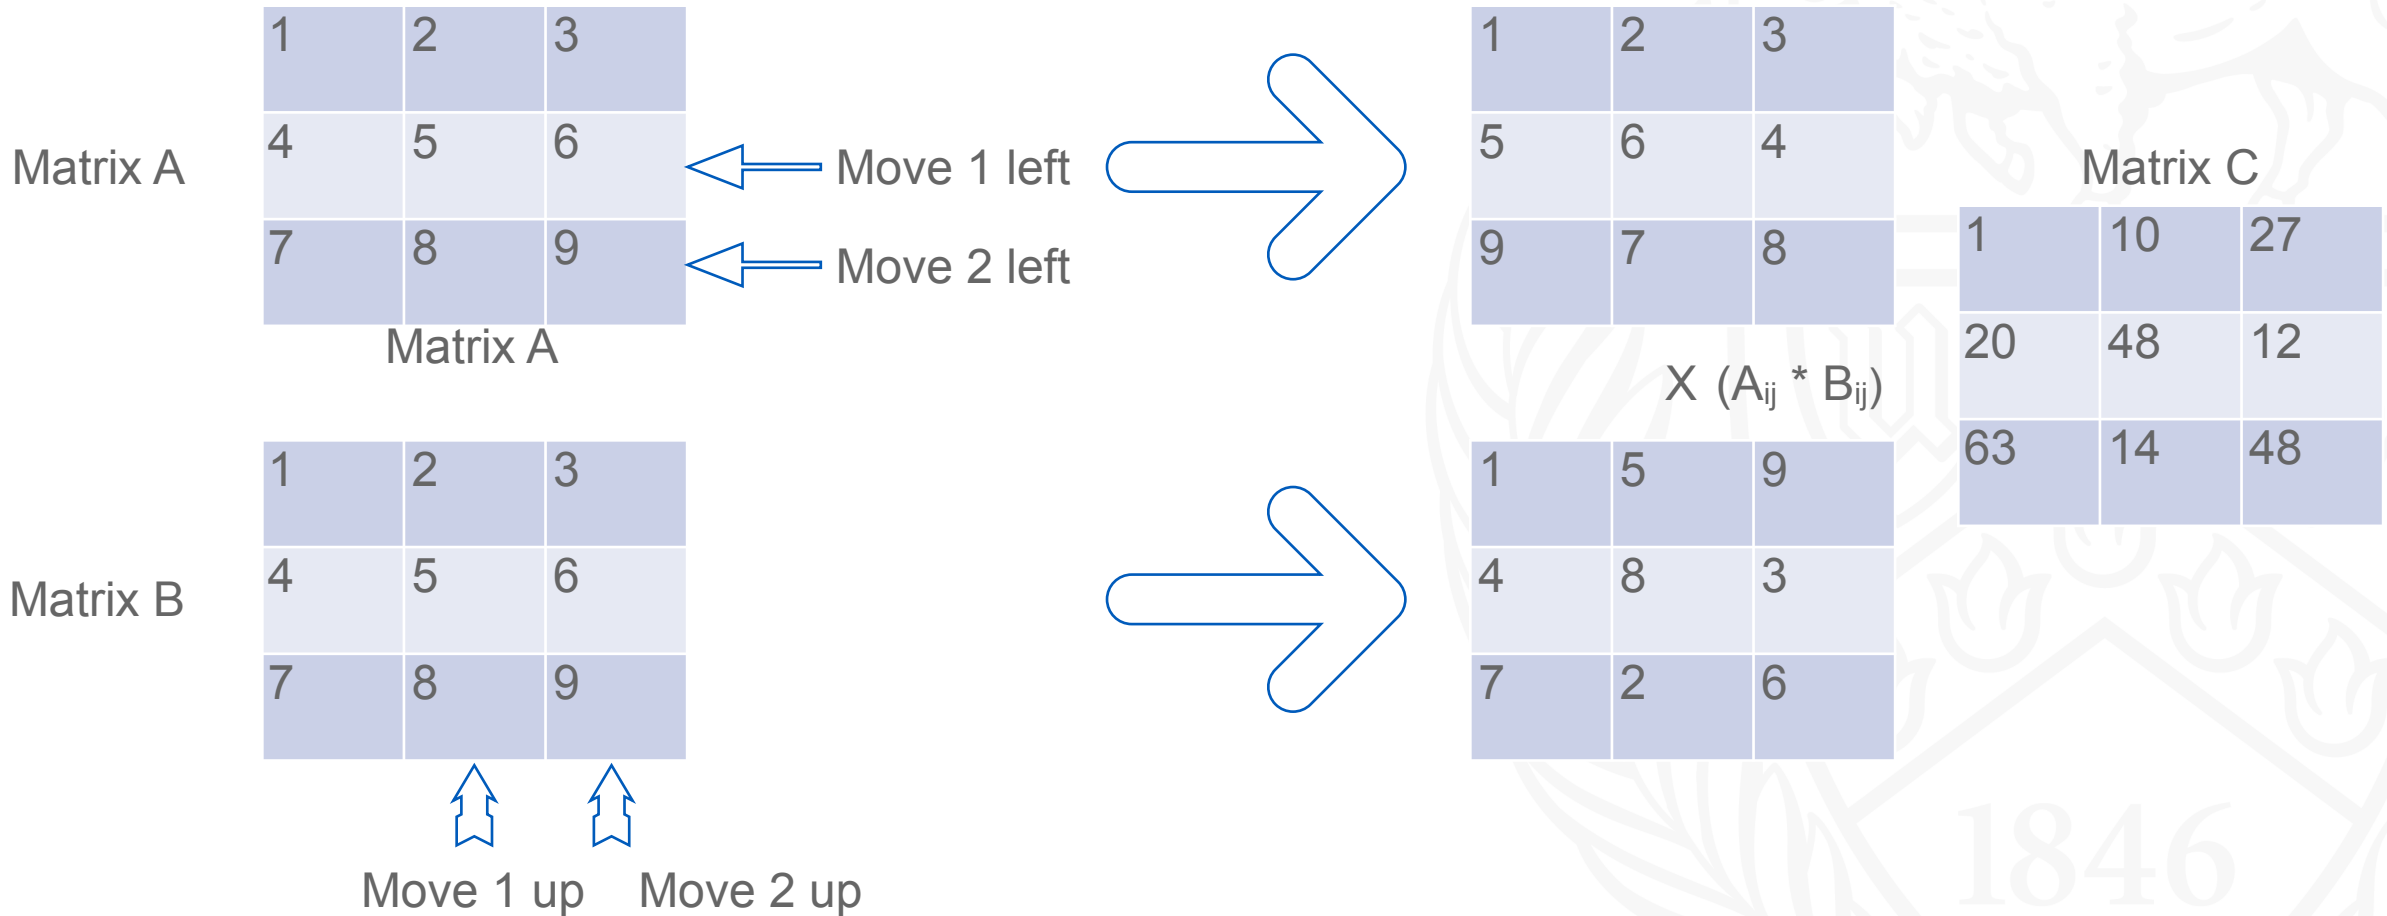 Matrix A
1 2 3
4 5 6
7 8 9
Move 1 left
Move 2 left
Matrix A
1 2 3
5 6 4
9 7 8
X (Aij * Bij)
Matrix B
1 2 3
4 5 6
7 8 9
Move 1 up
Move 2 up
1 5 9
4 8 3
7 2 6
Matrix C
1 10 27
20 48 12
63 14 48
1846